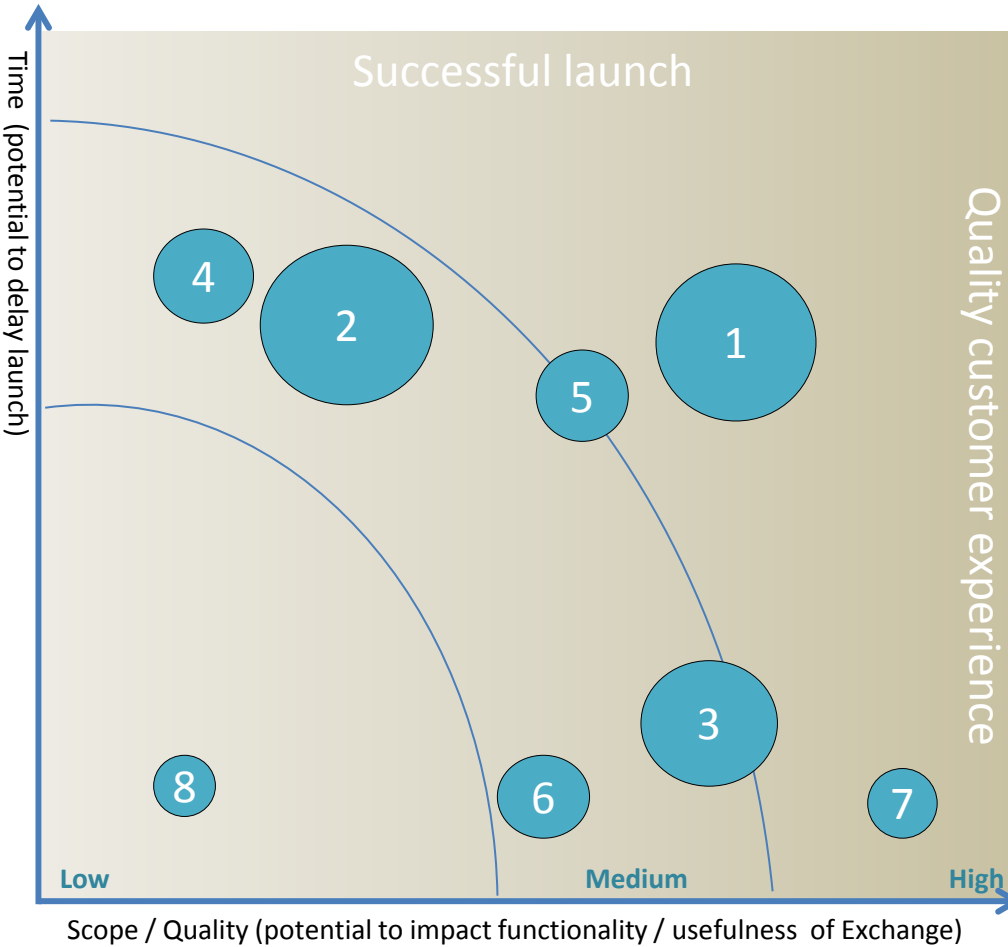 Successful launch
Time  (potential to delay launch)
Quality customer experience
4
2
1
5
3
8
6
7
Low
Medium
High
Scope / Quality (potential to impact functionality / usefulness  of Exchange)